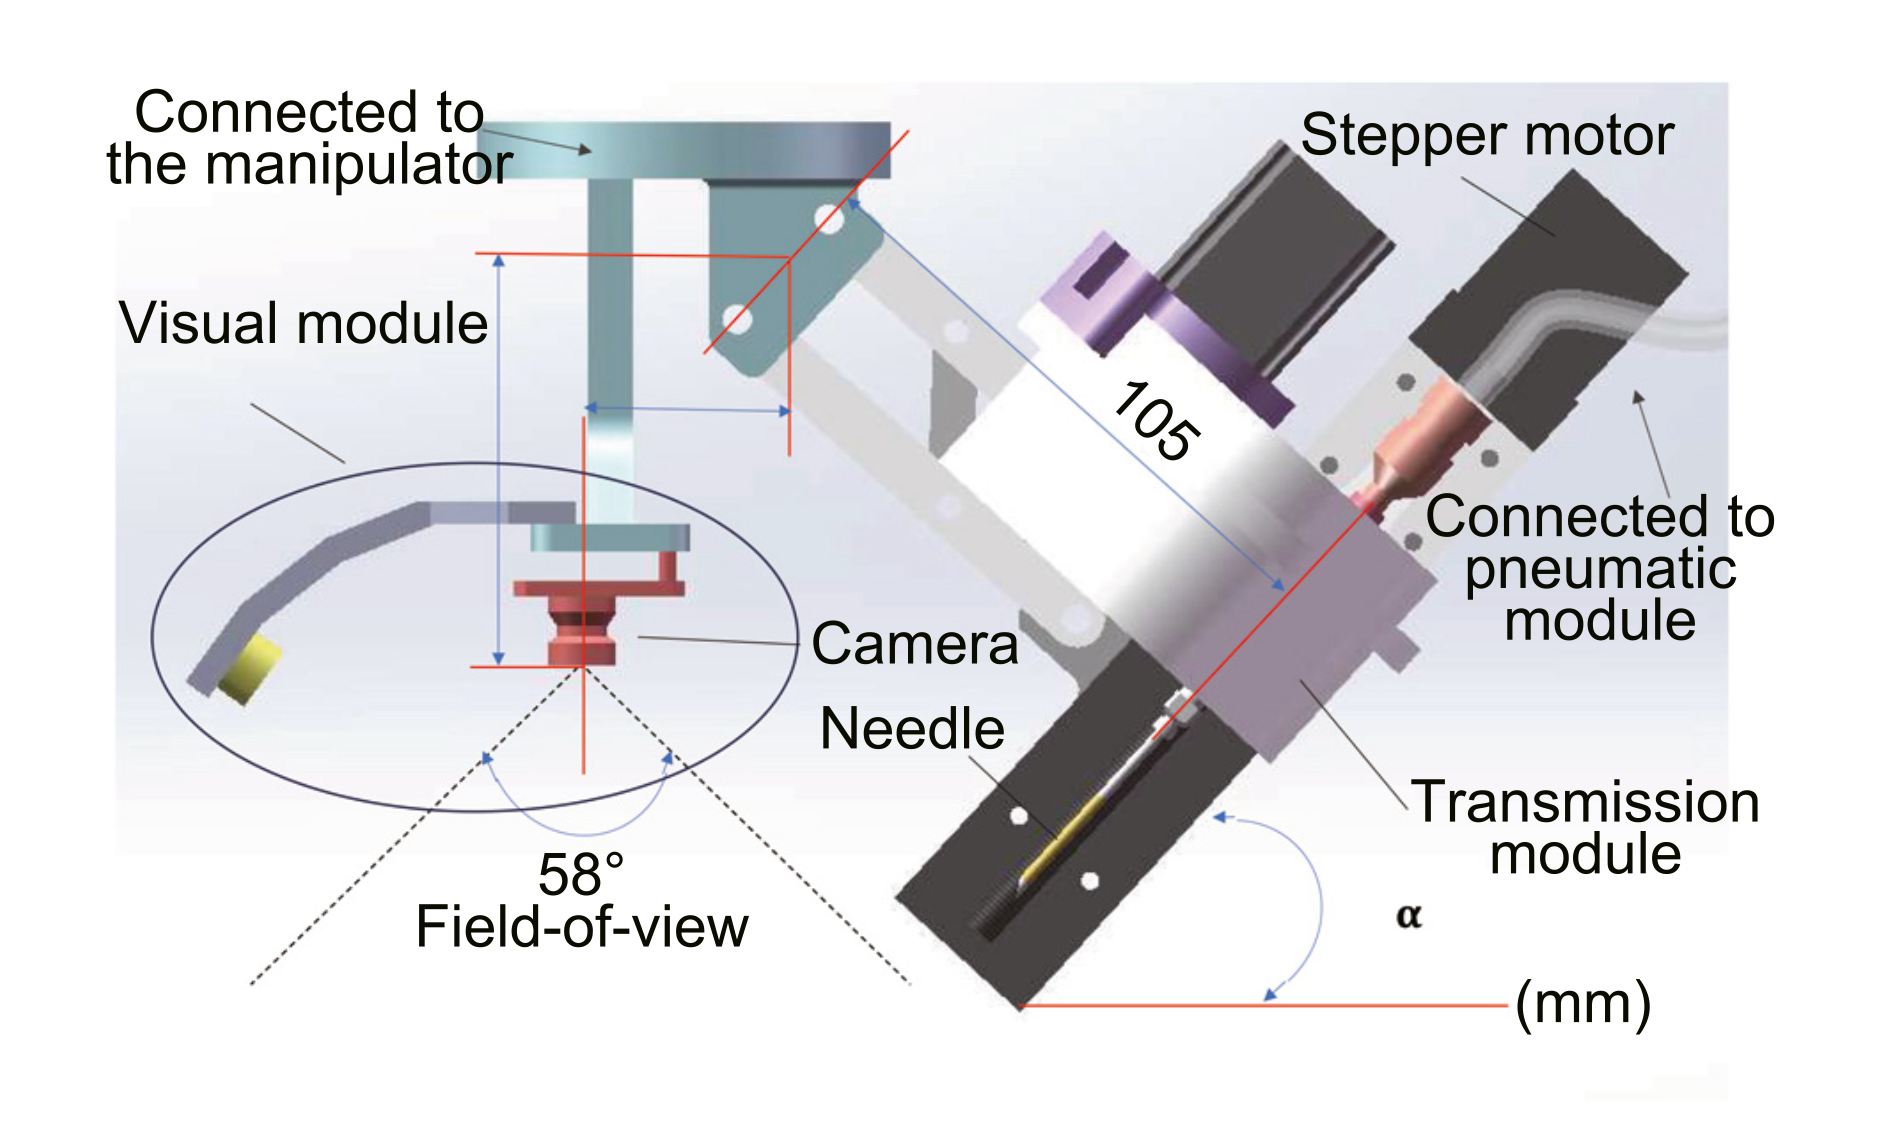 Connected to
the manipulator
Stepper motor
Visual module
105
Connected to
pneumatic
module
Camera
Needle
Transmission
module
58°
Field-of-view
α
(mm)